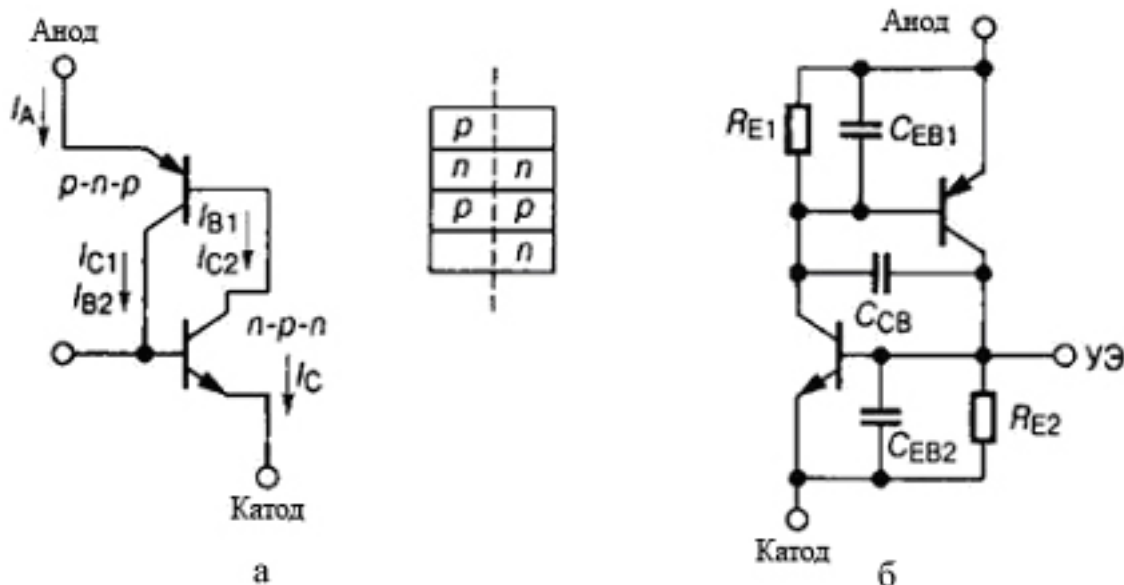 Анод
I_A
p-n-p
I_B1
I_C1
I_C2
I_B2
n-p-n
I_C
Катод
а
p
n n
p p
n
Анод
R_E1
C_EB1
C_CB
УЭ
R_E2
C_EB2
Катод
б